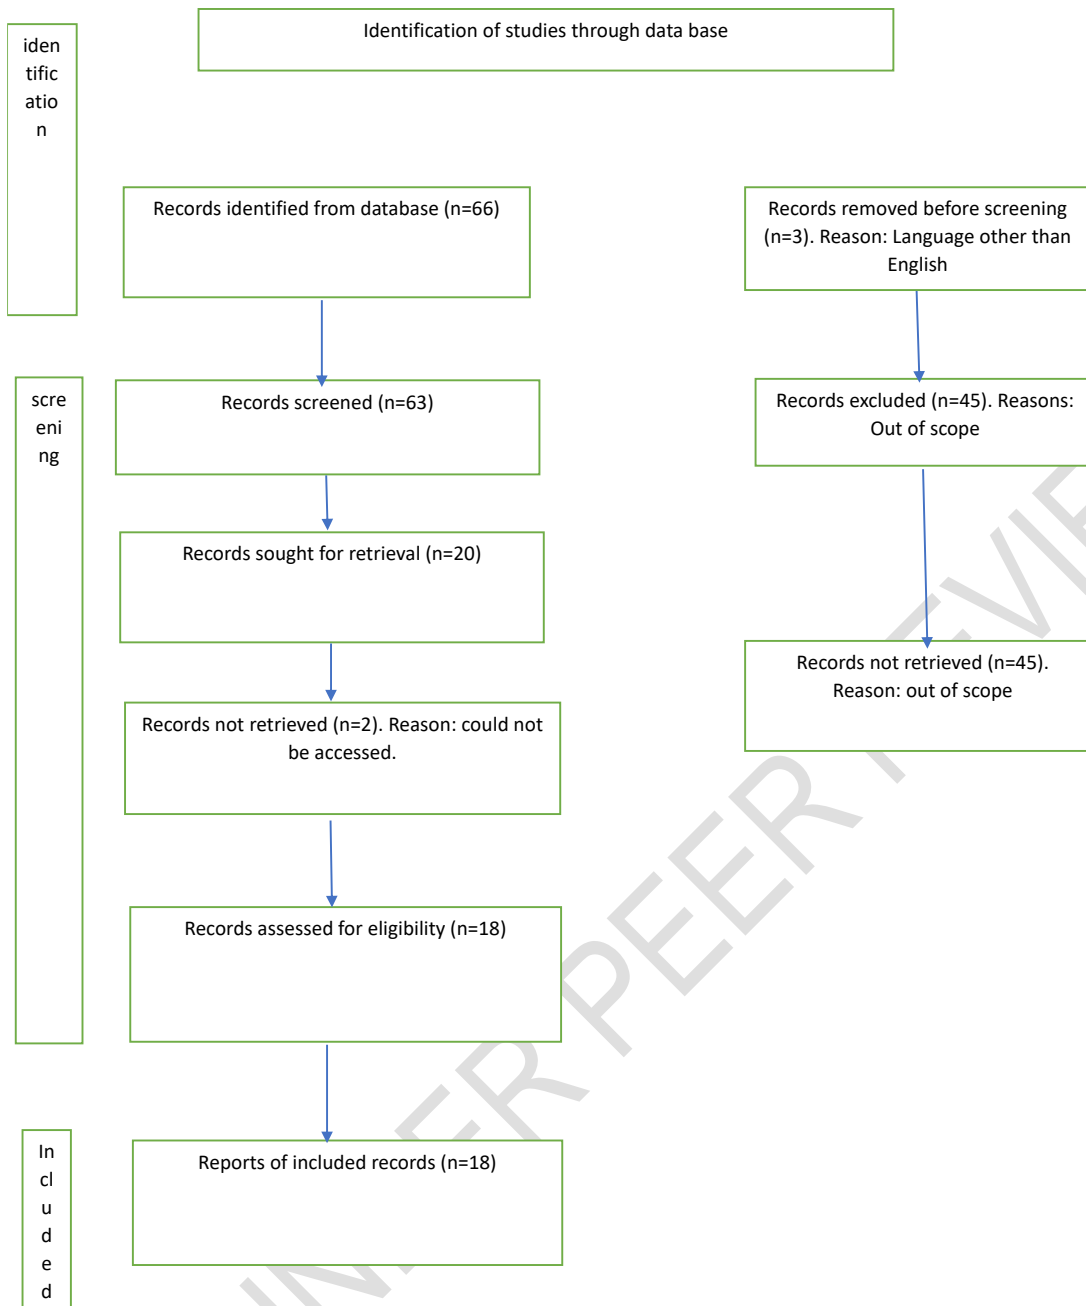 Identification of studies through data base
iden
tific
atio
n
Records identified from database (n=66)
Records removed before screening
(n=3). Reason: Language other than
English
scre
eni
ng
Records screened (n=63)
Records excluded (n=45). Reasons:
Out of scope
Records sought for retrieval (n=20)
Records not retrieved (n=45).
Reason: out of scope
Records not retrieved (n=2). Reason: could not
be accessed.
Records assessed for eligibility (n=18)
In
cl
u
d
e
d
Reports of included records (n=18)
PEER